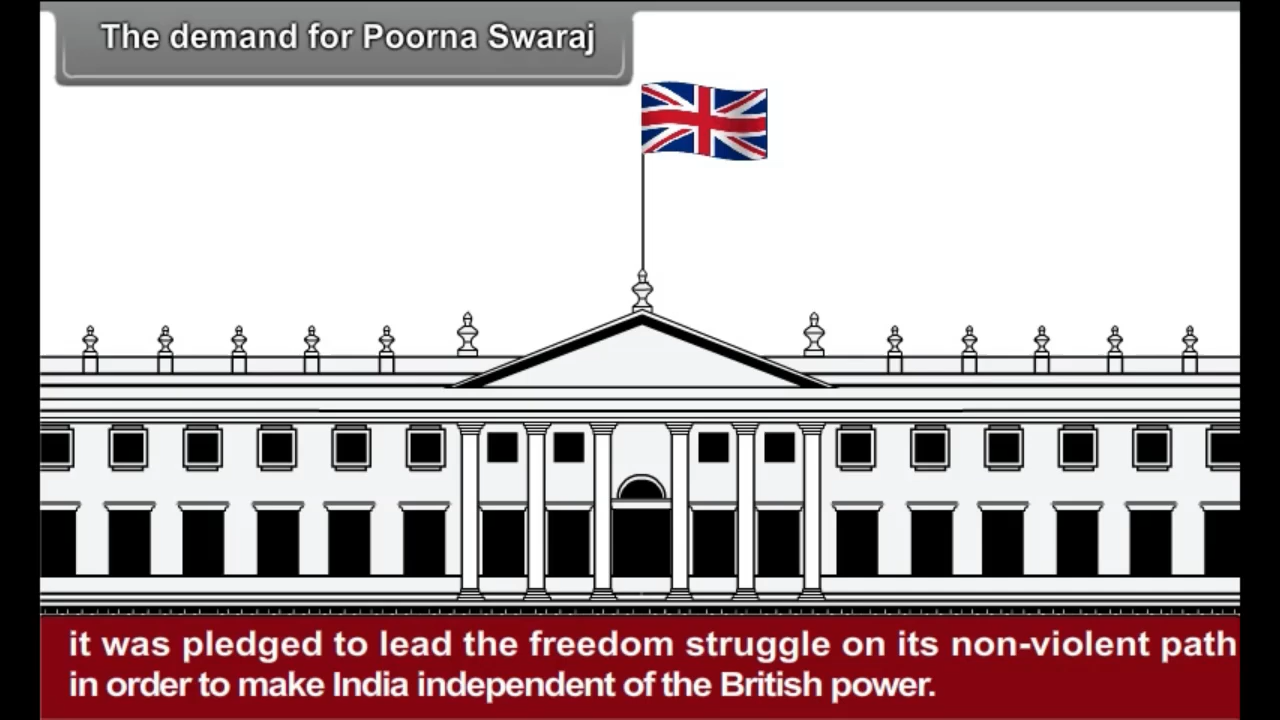 The demand for Poorna Swaraj
it was pledged to lead the freedom struggle on its non-violent path
in order to make India independent of the British power.